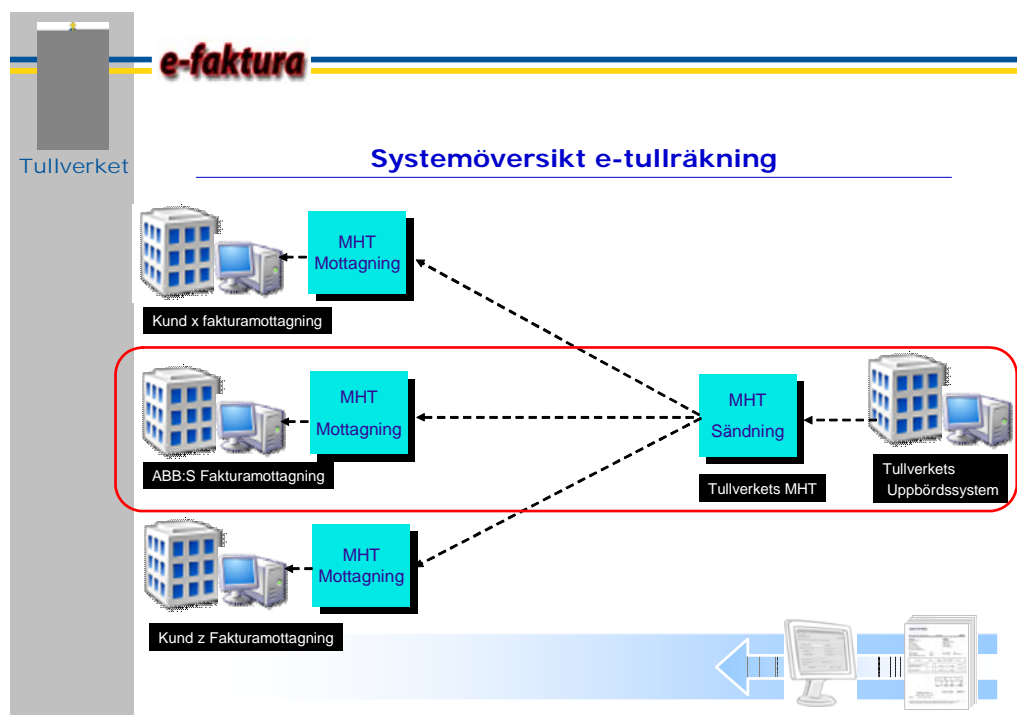 e-faktura
Tullverket
Systemöversikt e-tullräkning
MHT
Mottagning
Kund x fakturamottagning
MHT
Mottagning
ABB:S Fakturamottagning
MHT
Sändning
Tullverkets MHT
Tullverkets
Uppbördssystem
MHT
Mottagning
Kund z Fakturamottagning